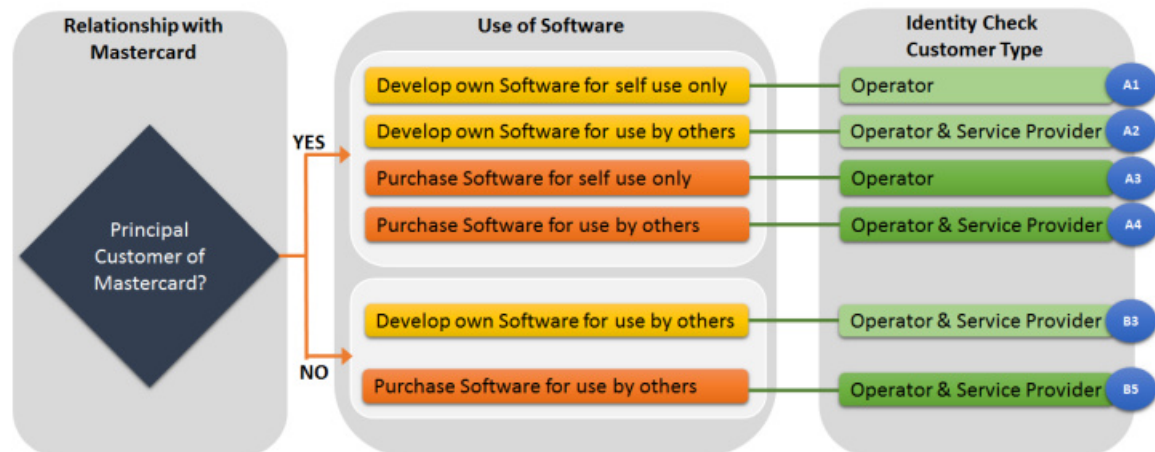 Relationship with
Mastercard
Use of Software
Identity Check
Customer Type
Principal
Customer of
Mastercard?
YES
Develop own Software for self use only
Operator
A1
Develop own Software for use by others
Operator & Service Provider
A2
Purchase Software for self use only
Operator
A3
Purchase Software for use by others
Operator & Service Provider
A4
NO
Develop own Software for use by others
Operator & Service Provider
B3
Purchase Software for use by others
Operator & Service Provider
B5